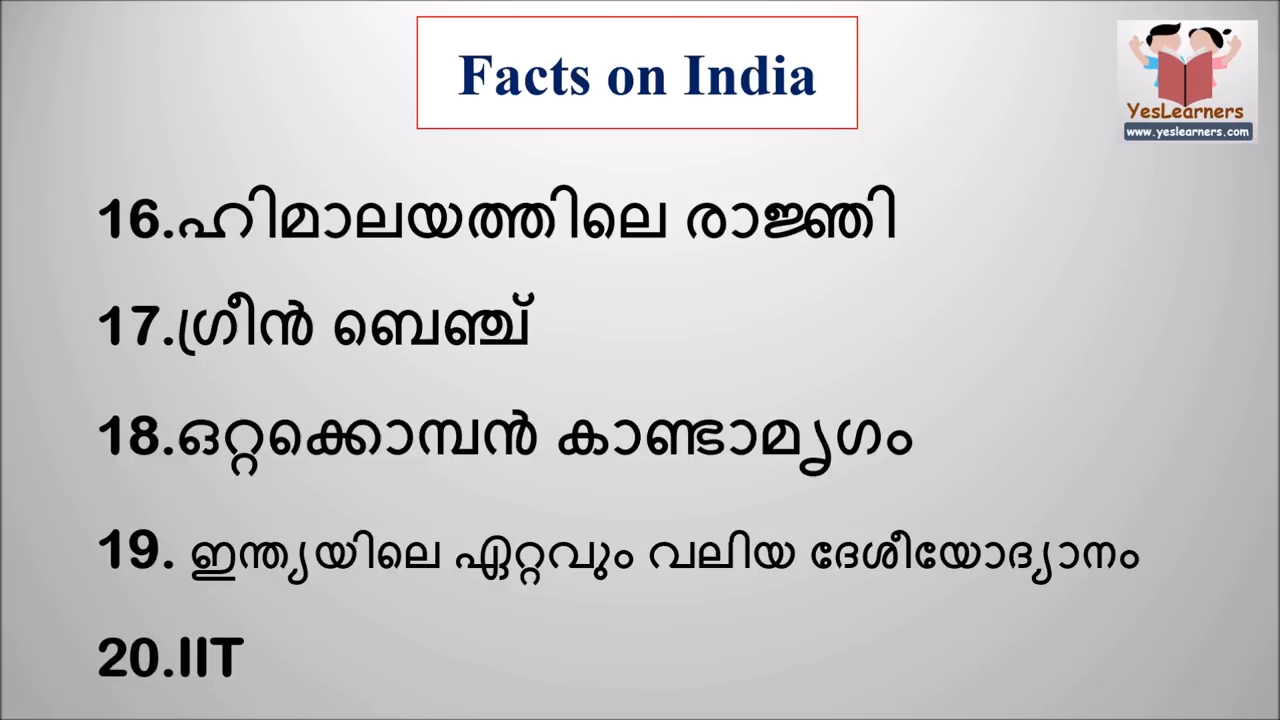 Facts on India
YesLearners
www.yeslearners.com
16.ഹിമാലയത്തിലെ രാജ്ഞി
17.ഗ്രീൻ ബെഞ്ച്
18.ഒറ്റക്കൊമ്പൻ കാണ്ടാമൃഗം
19. ഇന്ത്യയിലെ ഏറ്റവും വലിയ ദേശീയോദ്യാനം
20.IIT